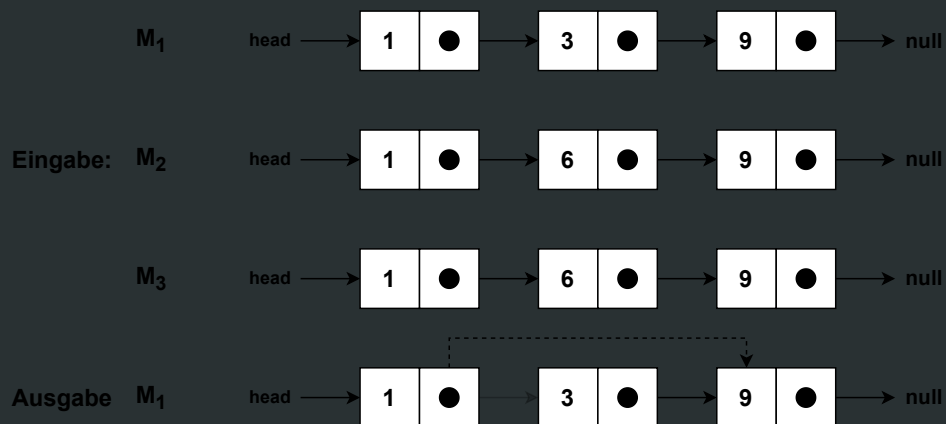 M1 head 1 3 9 null
Eingabe: M2 head 1 6 9 null
M3 head 1 6 9 null
Ausgabe M1 head 1 3 9 null